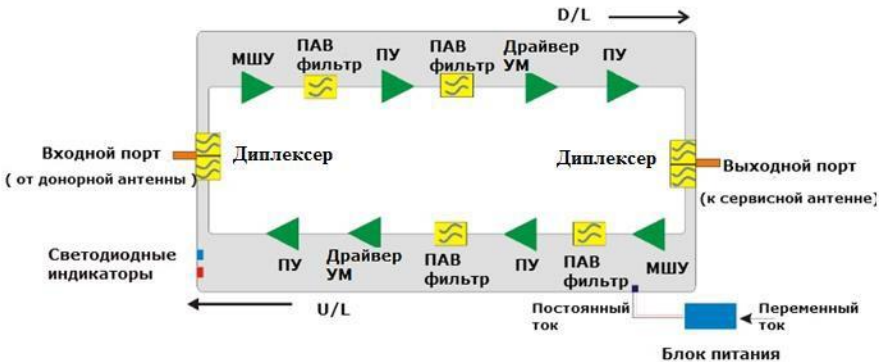 D/L
МШУ
ПАВ
фильтр
ПУ
ПАВ
фильтр
Драйвер
УМ
ПУ
Входной порт
( от донорной антенны )
Диплексер
Диплексер
Выходной порт
(к сервисной антенне)
Светодиодные
индикаторы
ПУ
Драйвер
УМ
ПАВ
фильтр
ПУ
ПАВ
фильтр
МШУ
U/L
Постоянный
ток
Переменный
ток
Блок питания